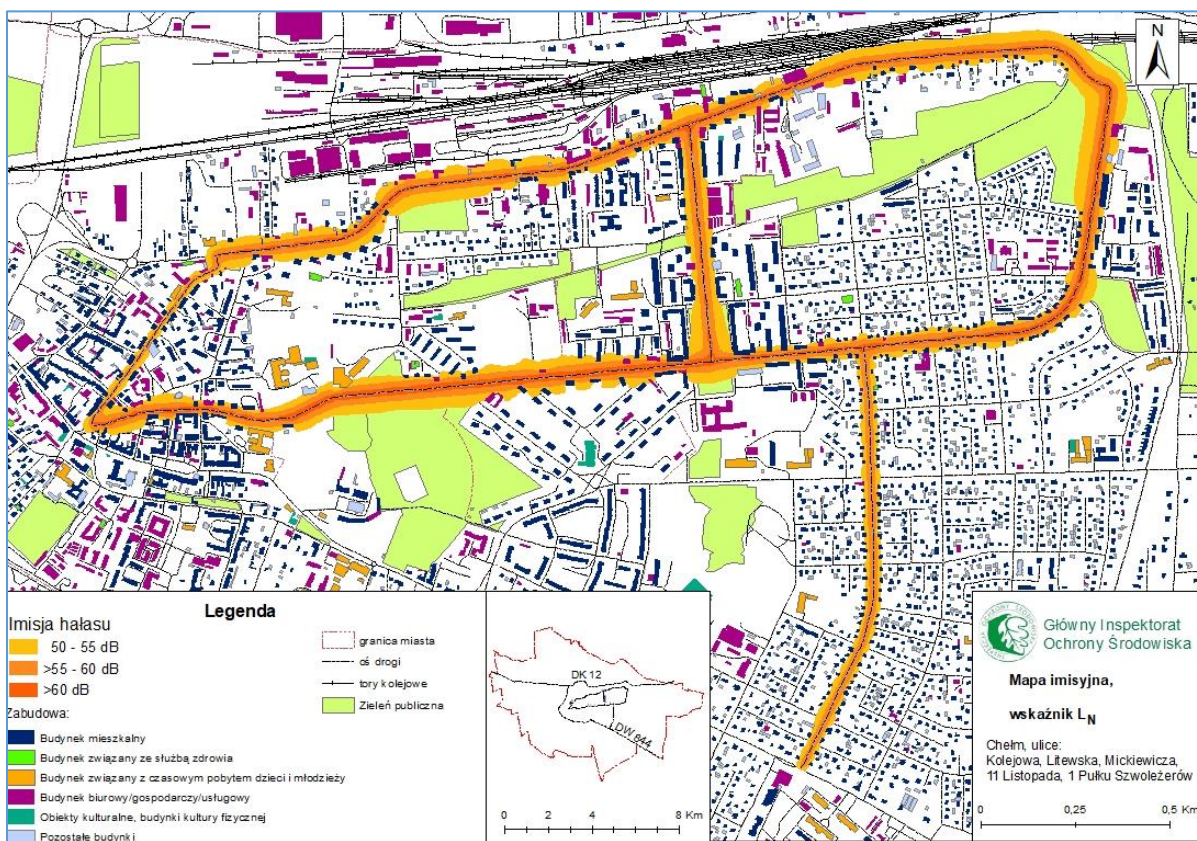 N
Legenda
Imisja hałasu
50 - 55 dB
>55 - 60 dB
>60 dB
Zabudowa:
Budynek mieszkalny
Budynek związany ze służbą zdrowia
Budynek związany z czasowym pobytem dzieci i młodzieży
Budynek biurowy/gospodarczy/usługowy
Obiekty kulturalne, budynki kultury fizycznej
Pozostałe budynki
granica miasta
oś drogi
tory kolejowe
Zieleń publiczna
DK 12
DW 844
0 2 4 6 8 Km
Główny Inspektorat
Ochrony Środowiska
Mapa imisyjna,
wskaźnik LN
Chełm, ulice:
Kolejowa, Litewska, Mickiewicza,
11 Listopada, 1 Pułku Szwoleżerów
0 0,25 0,5 Km